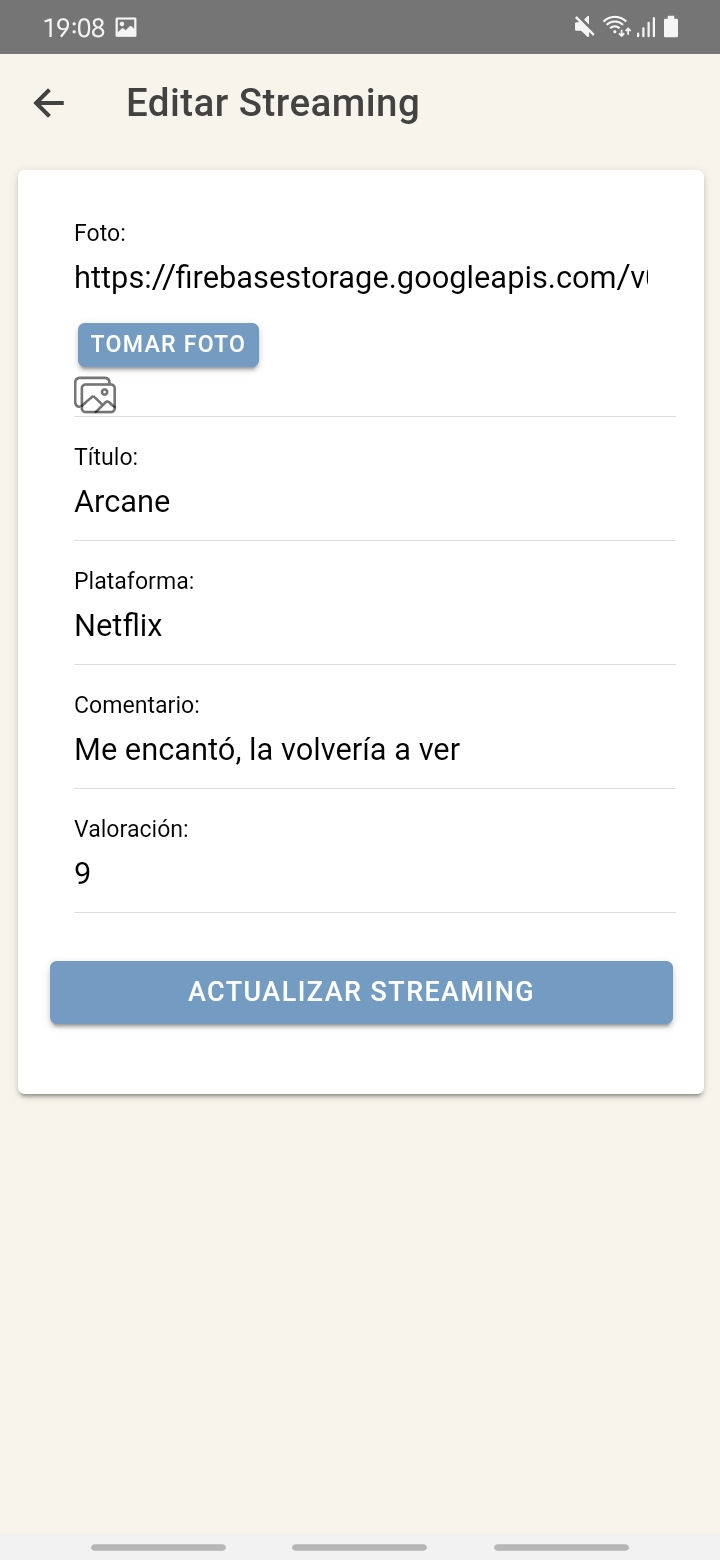 19:08
Editar Streaming
Foto:
https://firebasestorage.googleapis.com/v
TOMAR FOTO
Título:
Arcane
Plataforma:
Netflix
Comentario:
Me encantó, la volvería a ver
Valoración:
9
ACTUALIZAR STREAMING